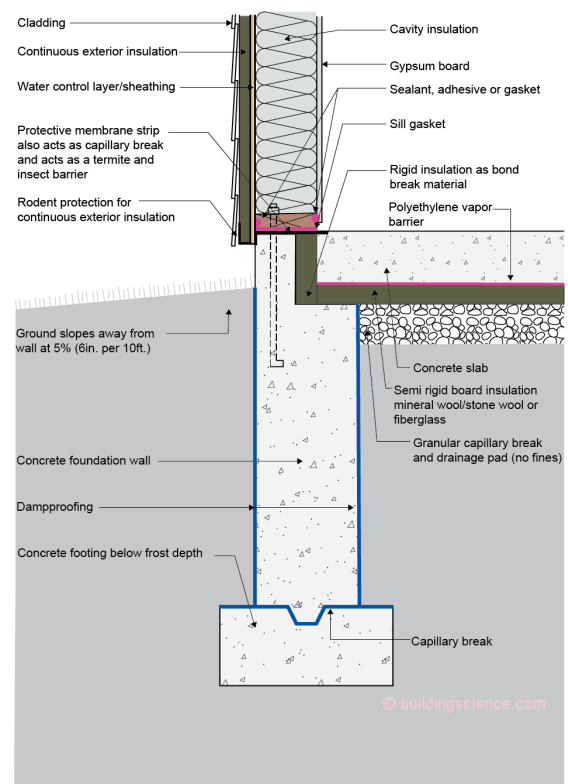 Cladding
Continuous exterior insulation
Water control layer/sheathing
Protective membrane strip
also acts as capillary break
and acts as a termite and
insect barrier
Rodent protection for
continuous exterior insulation
Ground slopes away from
wall at 5% (6in. per 10ft.)
Concrete foundation wall
Dampproofing
Concrete footing below frost depth
Cavity insulation
Gypsum board
Sealant, adhesive or gasket
Sill gasket
Rigid insulation as bond
break material
Polyethylene vapor
barrier
Concrete slab
Semi rigid board insulation
mineral wool/stone wool or
fiberglass
Granular capillary break
and drainage pad (no fines)
Capillary break
© buildingscience.com